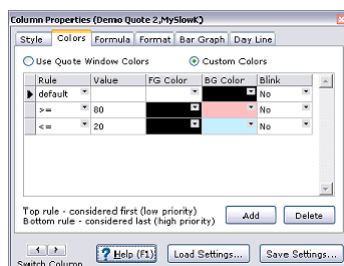 Column Properties (Demo Quote 2,MySlowK)
Style Colors Formula Format Bar Graph Day Line
Use Quote Window Colors Custom Colors
Rule Value FG Color BG Color Blink
default No
>= 80 No
<= 20 No
Top rule - considered first (low priority)
Bottom rule - considered last (high priority)
Add Delete
? Help (F1) Load Settings... Save Settings...
Switch Column